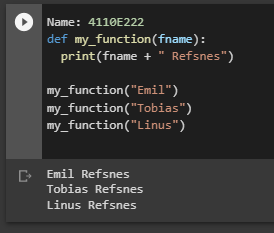 Name: 4110E222
def my_function(fname):
  print(fname + " Refsnes")

my_function("Emil")
my_function("Tobias")
my_function("Linus")

Emil Refsnes
Tobias Refsnes
Linus Refsnes